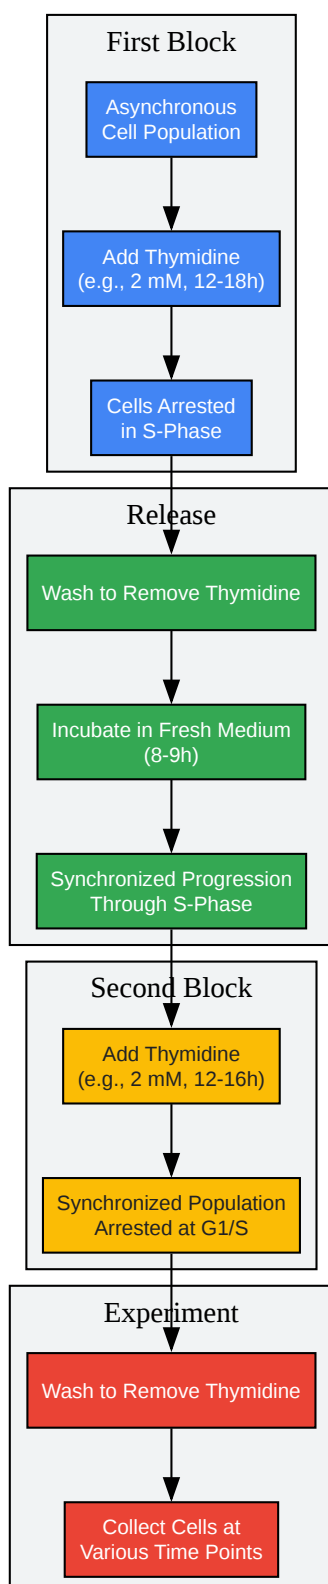 First Block
Asynchronous
Cell Population
Add Thymidine
(e.g., 2 mM, 12-18h)
Cells Arrested
in S-Phase
Release
Wash to Remove Thymidine
Incubate in Fresh Medium
(8-9h)
Synchronized Progression
Through S-Phase
Second Block
Add Thymidine
(e.g., 2 mM, 12-16h)
Synchronized Population
Arrested at G1/S
Experiment
Wash to Remove Thymidine
Collect Cells at
Various Time Points